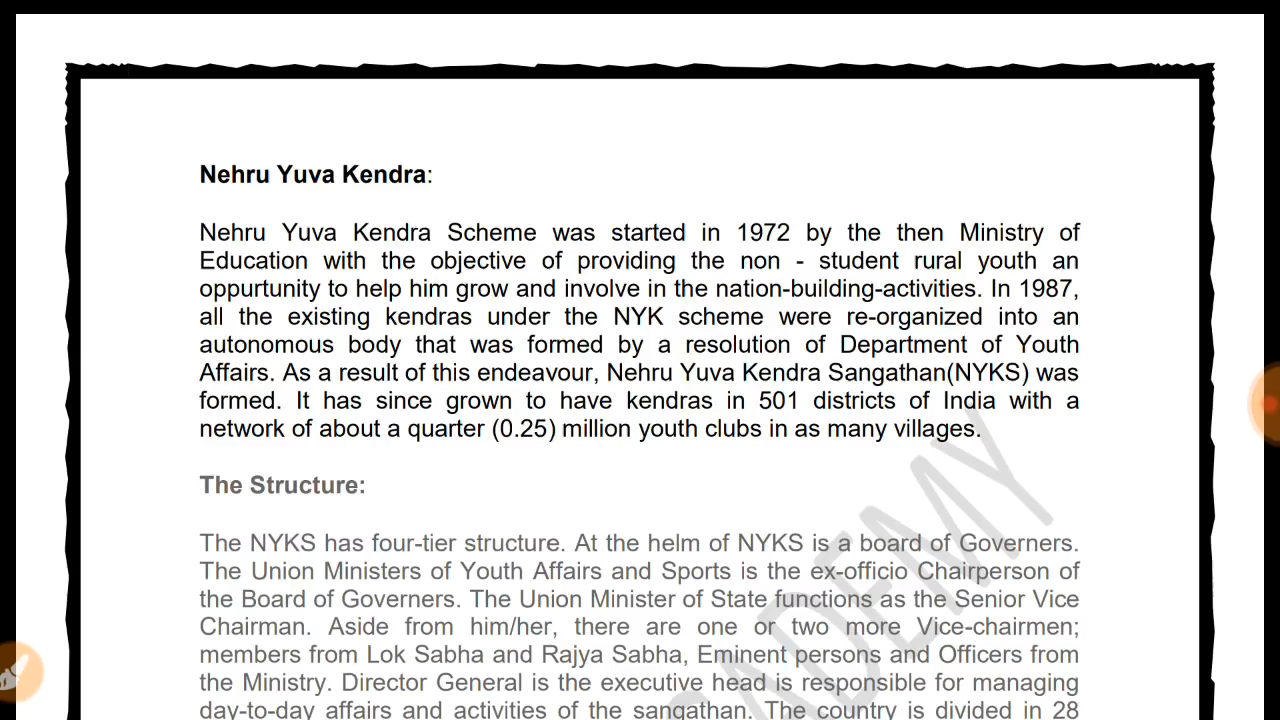 Nehru Yuva Kendra:
Nehru Yuva Kendra Scheme was started in 1972 by the then Ministry of
Education with the objective of providing the non - student rural youth an
oppurtunity to help him grow and involve in the nation-building-activities. In 1987,
all the existing kendras under the NYK scheme were re-organized into an
autonomous body that was formed by a resolution of Department of Youth
Affairs. As a result of this endeavour, Nehru Yuva Kendra Sangathan(NYKS) was
formed. It has since grown to have kendras in 501 districts of India with a
network of about a quarter (0.25) million youth clubs in as many villages.
The Structure:
The NYKS has four-tier structure. At the helm of NYKS is a board of Governers.
The Union Ministers of Youth Affairs and Sports is the ex-officio Chairperson of
the Board of Governers. The Union Minister of State functions as the Senior Vice
Chairman. Aside from him/her, there are one or two more Vice-chairmen;
members from Lok Sabha and Rajya Sabha, Eminent persons and Officers from
the Ministry. Director General is the executive head is responsible for managing
day-to-day affairs and activities of the sangathan. The country is divided in 28